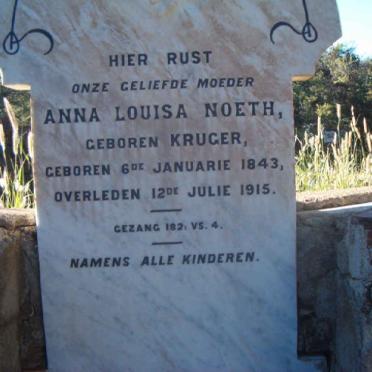 HIER RUST
ONZE GELIEFDE MOEDER
ANNA LOUISA NOETH,
GEBOREN KRUGER,
GEBOREN 6DE JANUARIE 1843,
OVERLEDEN 12DE JULIE 1915.
GEZANG 182: VS. 4.
NAMENS ALLE KINDEREN.